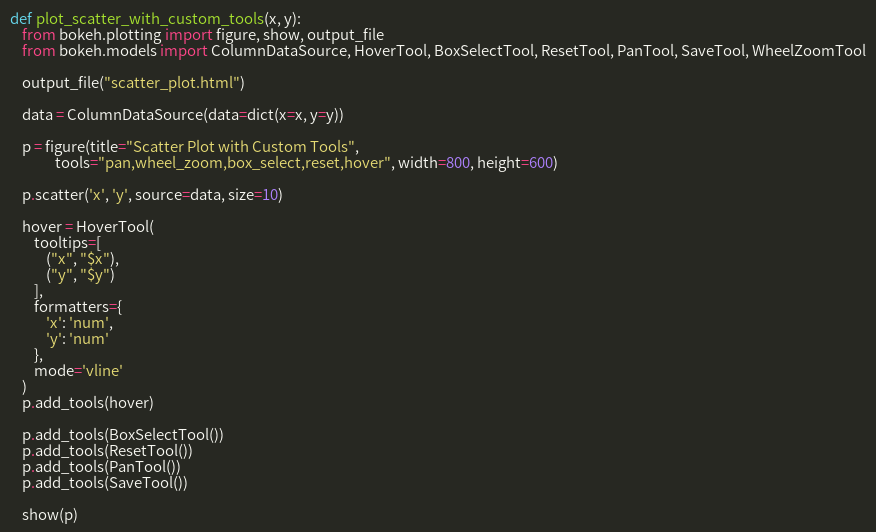 def plot_scatter_with_custom_tools(x, y):
    from bokeh.plotting import figure, show, output_file
    from bokeh.models import ColumnDataSource, HoverTool, BoxSelectTool, ResetTool, PanTool, SaveTool, WheelZoomTool

    output_file("scatter_plot.html")

    data = ColumnDataSource(data=dict(x=x, y=y))

    p = figure(title="Scatter Plot with Custom Tools",
               tools="pan,wheel_zoom,box_select,reset,hover", width=800, height=600)

    p.scatter('x', 'y', source=data, size=10)

    hover = HoverTool(
        tooltips=[
            ("x", "$x"),
            ("y", "$y")
        ],
        formatters={
            'x': 'num',
            'y': 'num'
        },
        mode='vline'
    )
    p.add_tools(hover)

    p.add_tools(BoxSelectTool())
    p.add_tools(ResetTool())
    p.add_tools(PanTool())
    p.add_tools(SaveTool())

    show(p)